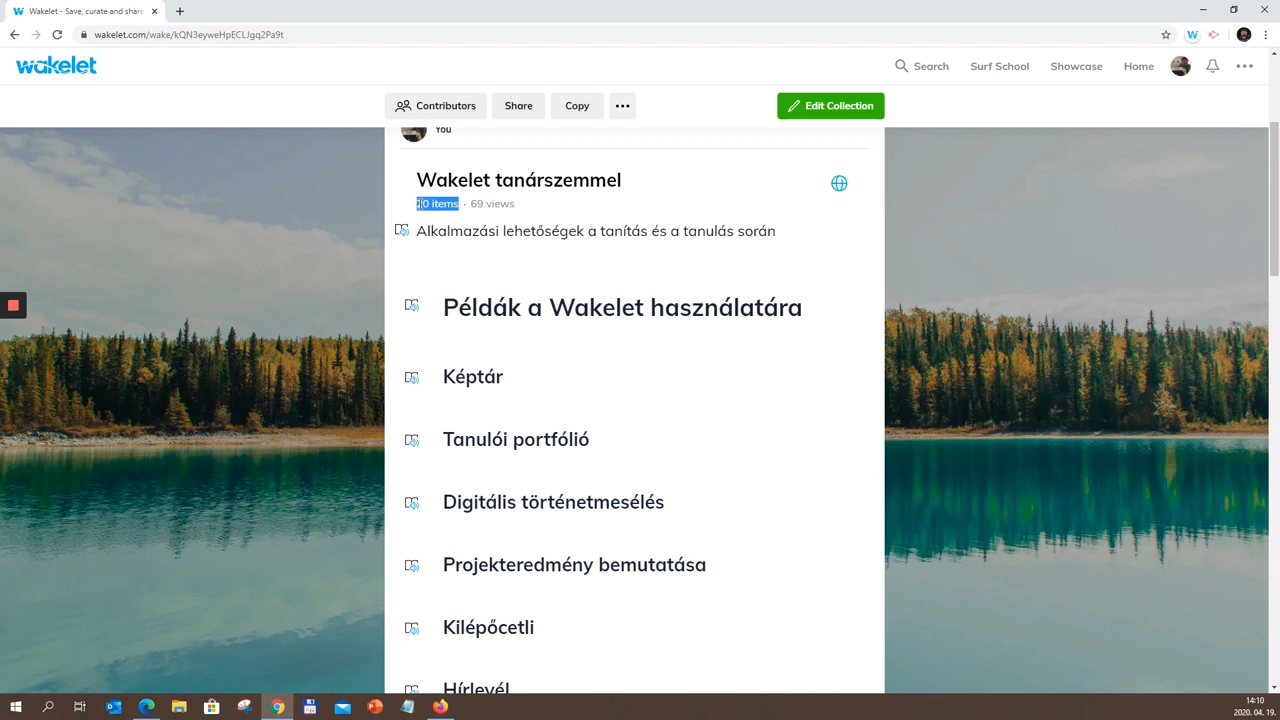 Wakelet - Save, curate and share
wakelet.com/wake/kQN3eyweHpECLJgq2Pa9t
wakelet
Search
Surf School
Showcase
Home
Contributors
Share
Copy
Edit Collection
You
Wakelet tanárszemmel
items · 69 views
Alkalmazási lehetőségek a tanítás és a tanulás során
Példák a Wakelet használatára
Képtár
Tanulói portfólió
Digitális történetmesélés
Projekteredmény bemutatása
Kilépőcetli
Hírlevél
14:10
2020. 04. 19.